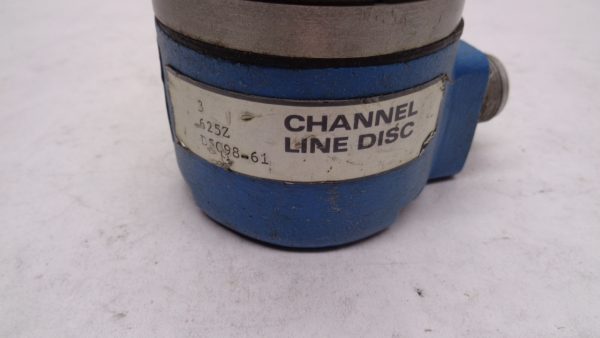 3
625Z
CHANNEL
LINE DISC